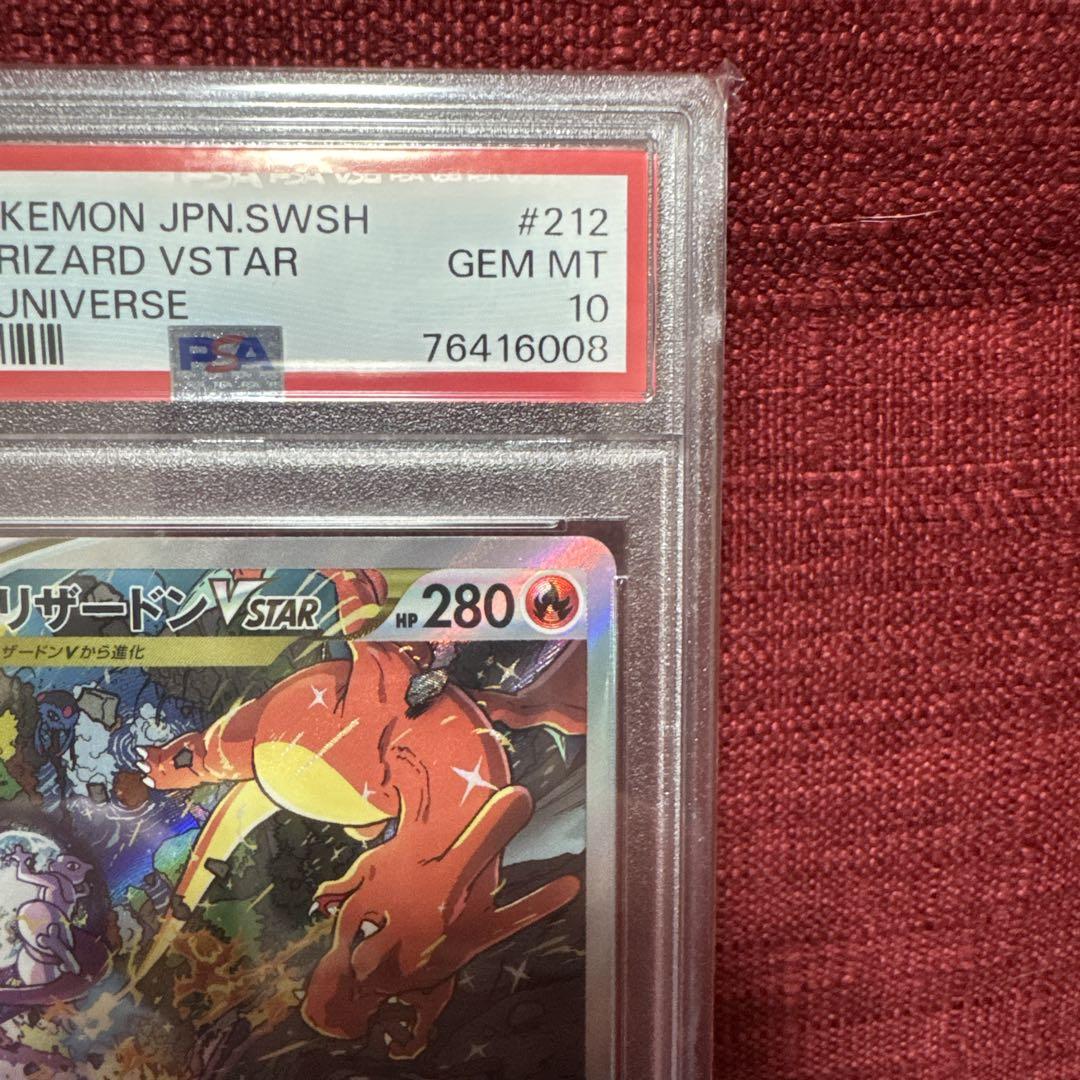 KEMON JPN.SWSH #212
RIZARD VSTAR GEM MT
UNIVERSE 10
PSA 76416008
リザードンVSTAR HP 280
ザードンVから進化